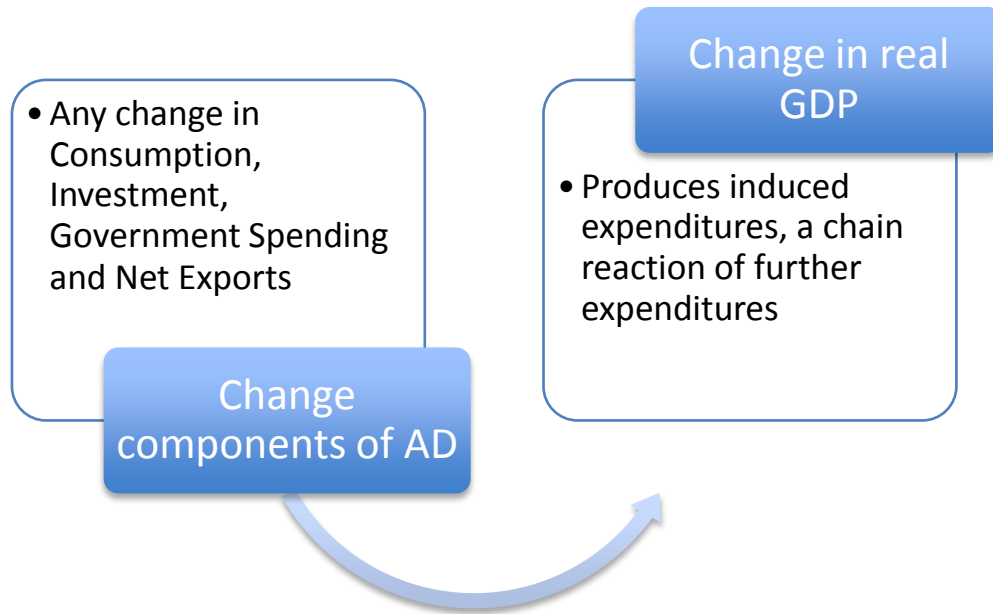 • Any change in
Consumption,
Investment,
Government Spending
and Net Exports
Change
components of AD
Change in real
GDP
• Produces induced
expenditures, a chain
reaction of further
expenditures